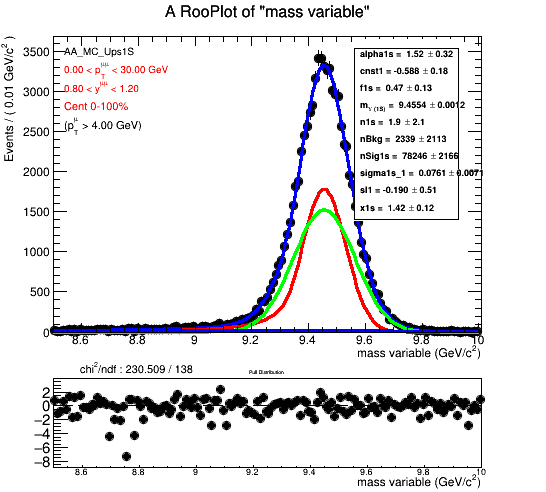 A RooPlot of "mass variable"
Events / ( 0.01 GeV/c² )
3500
3000
2500
2000
1500
1000
500
0
AA_MC_Ups1S
0.00 < p_T^μμ < 30.00 GeV
0.80 < y^μμ < 1.20
Cent 0-100%
(p_T^μ > 4.00 GeV)
alpha1s = 1.52 ± 0.32
cnst1 = -0.588 ± 0.18
f1s = 0.47 ± 0.13
m_ϒ (1S) = 9.4554 ± 0.0012
n1s = 1.9 ± 2.1
nBkg = 2339 ± 2113
nSig1s = 78246 ± 2166
sigma1s_1 = 0.0761 ± 0.0071
sl1 = -0.190 ± 0.51
x1s = 1.42 ± 0.12
8.6 8.8 9 9.2 9.4 9.6 9.8 10
mass variable (GeV/c²)
chi²/ndf : 230.509 / 138
Pull Distribution
2
0
−2
−4
−6
−8
8.6 8.8 9 9.2 9.4 9.6 9.8 10
mass variable (GeV/c²)